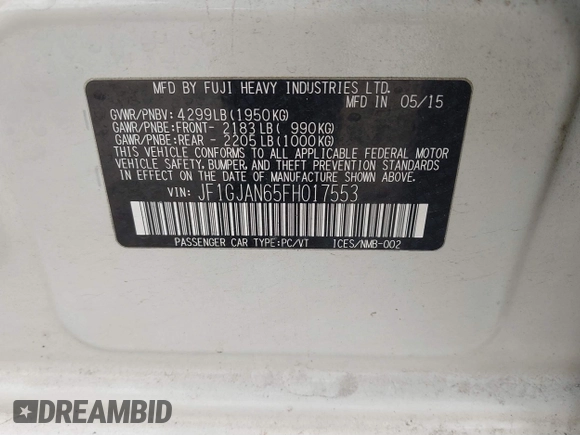 MFD BY FUJI HEAVY INDUSTRIES LTD.
MFD IN 05/15
GVWR/PNBV: 4299LB(1950KG)
GAWR/PNBE:FRONT- 2183LB( 990KG)
GAWR/PNBE:REAR - 2205LB(1000KG)
THIS VEHICLE CONFORMS TO ALL APPLICABLE FEDERAL MOTOR
VEHICLE SAFETY, BUMPER, AND THEFT PREVENTION STANDARDS
IN EFFECT ON THE DATE OF MANUFACTURE SHOWN ABOVE.
VIN: JF1GJAN65FH017553
PASSENGER CAR TYPE:PC/VT ICES/NMB-002
DREAMBID